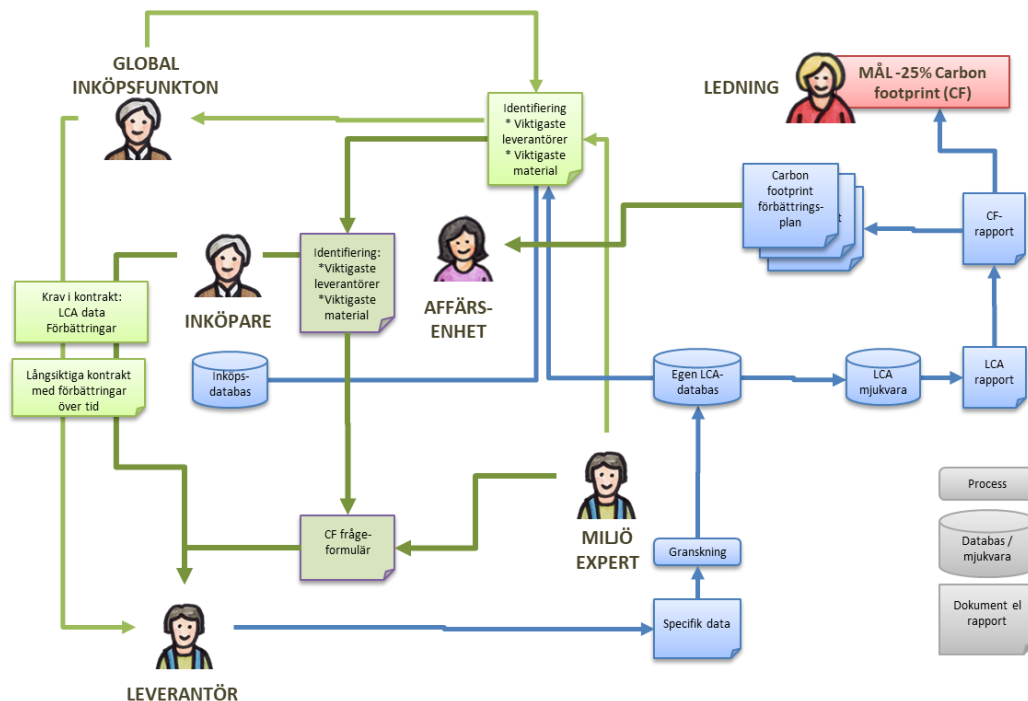 GLOBAL
INKÖPSFUNKTON
LEDNING
MÅL -25% Carbon
footprint (CF)
Identifiering
* Viktigaste
leverantörer
* Viktigaste
material
Carbon
footprint
förbättrings-
plan
t
CF-
rapport
Identifiering:
*Viktigaste
leverantörer
*Viktigaste
material
INKÖPARE
AFFÄRS-
ENHET
Krav i kontrakt:
LCA data
Förbättringar
Långsiktiga kontrakt
med förbättringar
över tid
Inköps-
databas
Egen LCA-
databas
LCA
mjukvara
LCA
rapport
Process
Databas /
mjukvara
Dokument el
rapport
CF fråge-
formulär
MILJÖ
EXPERT
Granskning
Specifik data
LEVERANTÖR